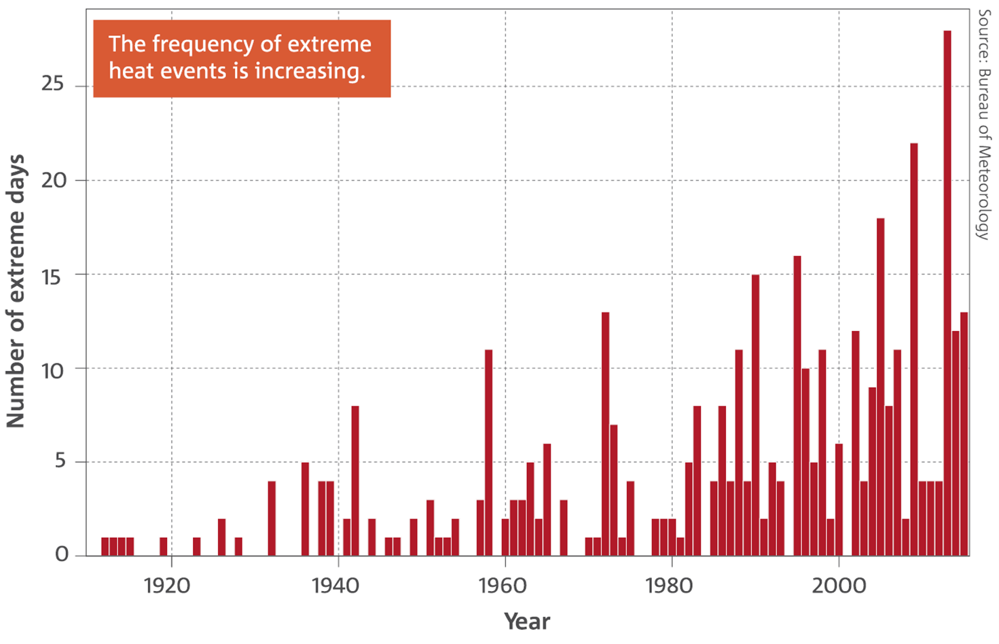 The frequency of extreme
heat events is increasing.
Source: Bureau of Meteorology
Number of extreme days
25
20
15
10
5
0
1920 1940 1960 1980 2000
Year